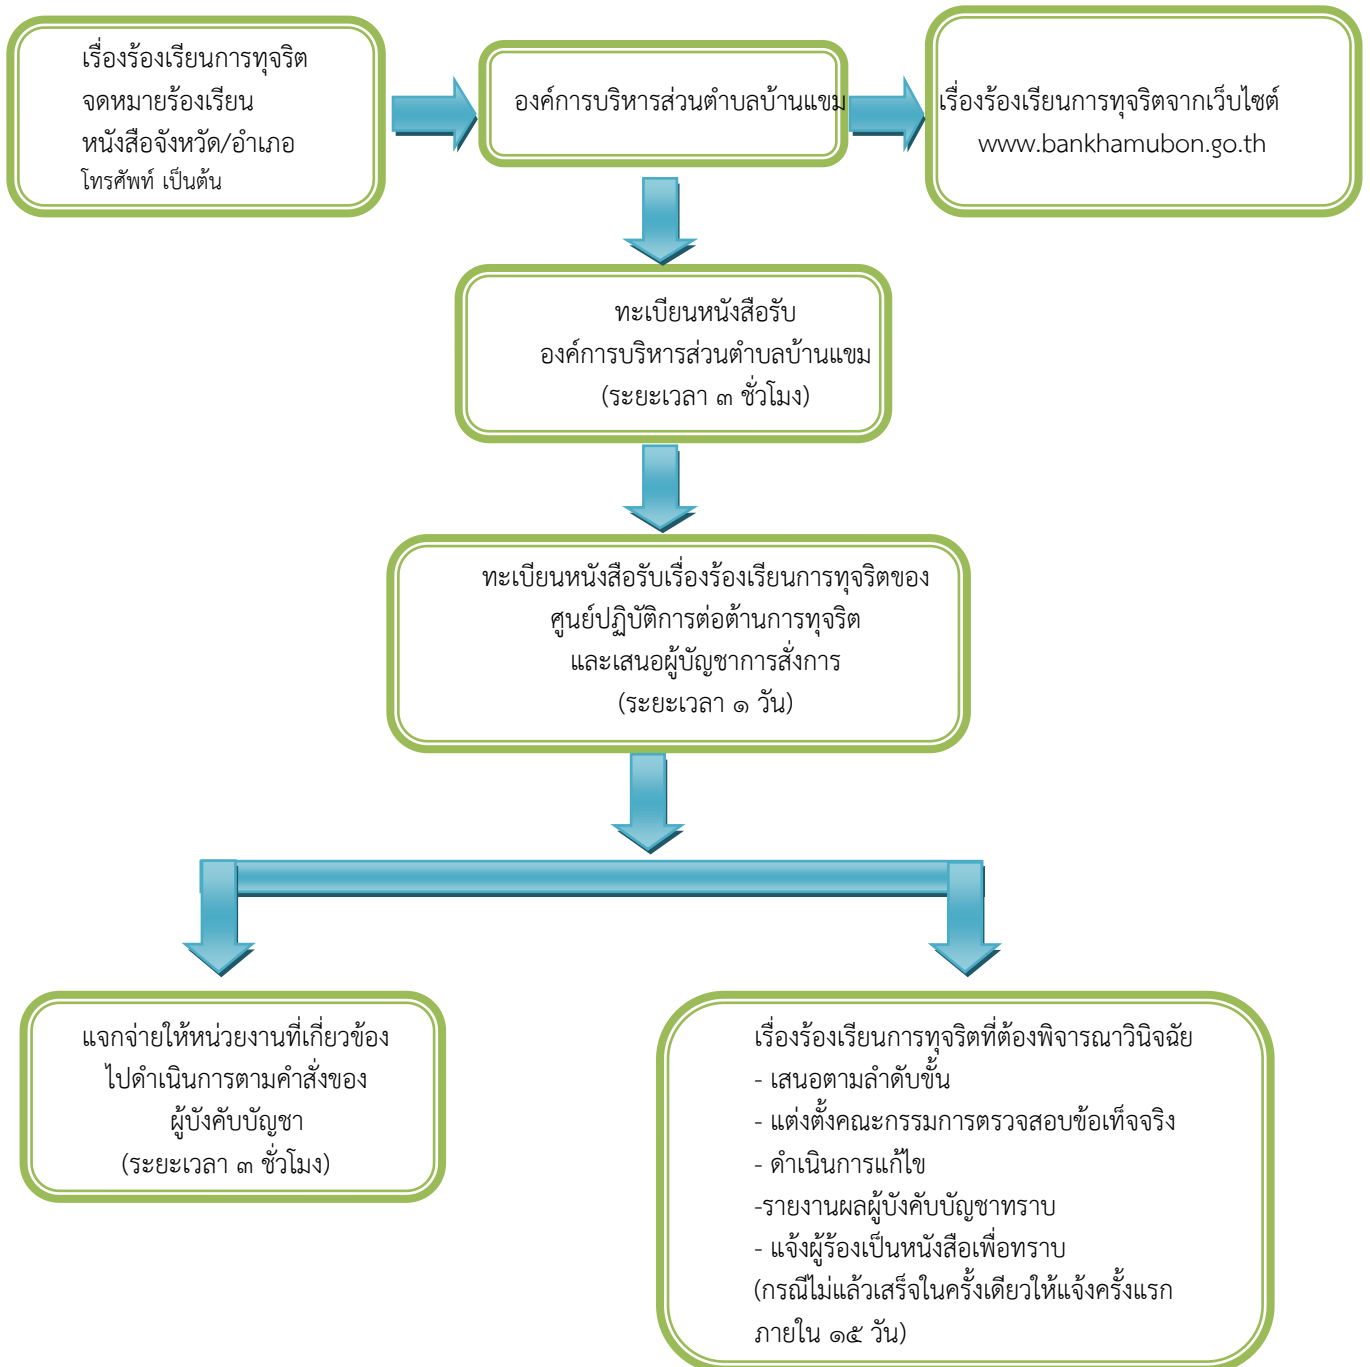 เรื่องร้องเรียนการทุจริต
จดหมายร้องเรียน
หนังสือจังหวัด/อำเภอ
โทรศัพท์ เป็นต้น
องค์การบริหารส่วนตำบลบ้านแขม
เรื่องร้องเรียนการทุจริตจากเว็บไซต์
www.bankhamubon.go.th
ทะเบียนหนังสือรับ
องค์การบริหารส่วนตำบลบ้านแขม
(ระยะเวลา ๓ ชั่วโมง)
ทะเบียนหนังสือรับเรื่องร้องเรียนการทุจริตของ
ศูนย์ปฏิบัติการต่อต้านการทุจริต
และเสนอผู้บัญชาการสั่งการ
(ระยะเวลา ๑ วัน)
แจกจ่ายให้หน่วยงานที่เกี่ยวข้อง
ไปดำเนินการตามคำสั่งของ
ผู้บังคับบัญชา
(ระยะเวลา ๓ ชั่วโมง)
เรื่องร้องเรียนการทุจริตที่ต้องพิจารณาวินิจฉัย
- เสนอตามลำดับขั้น
- แต่งตั้งคณะกรรมการตรวจสอบข้อเท็จจริง
- ดำเนินการแก้ไข
-รายงานผลผู้บังคับบัญชาทราบ
- แจ้งผู้ร้องเป็นหนังสือเพื่อทราบ
(กรณีไม่แล้วเสร็จในครั้งเดียวให้แจ้งครั้งแรก
ภายใน ๑๕ วัน)